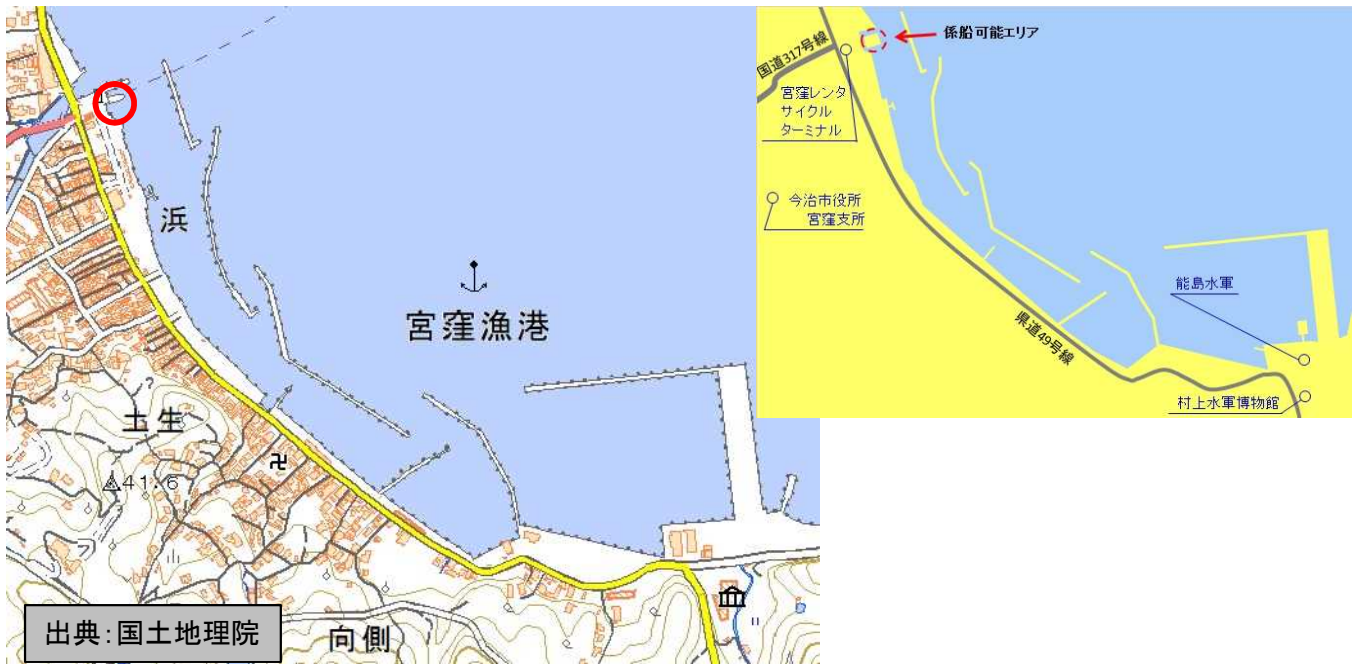 浜
宮窪漁港
土生
41.6
向側
出典:国土地理院
係船可能エリア
国道317号線
宮窪レンタ
サイクル
ターミナル
今治市役所
宮窪支所
能島水軍
県道49号線
村上水軍博物館